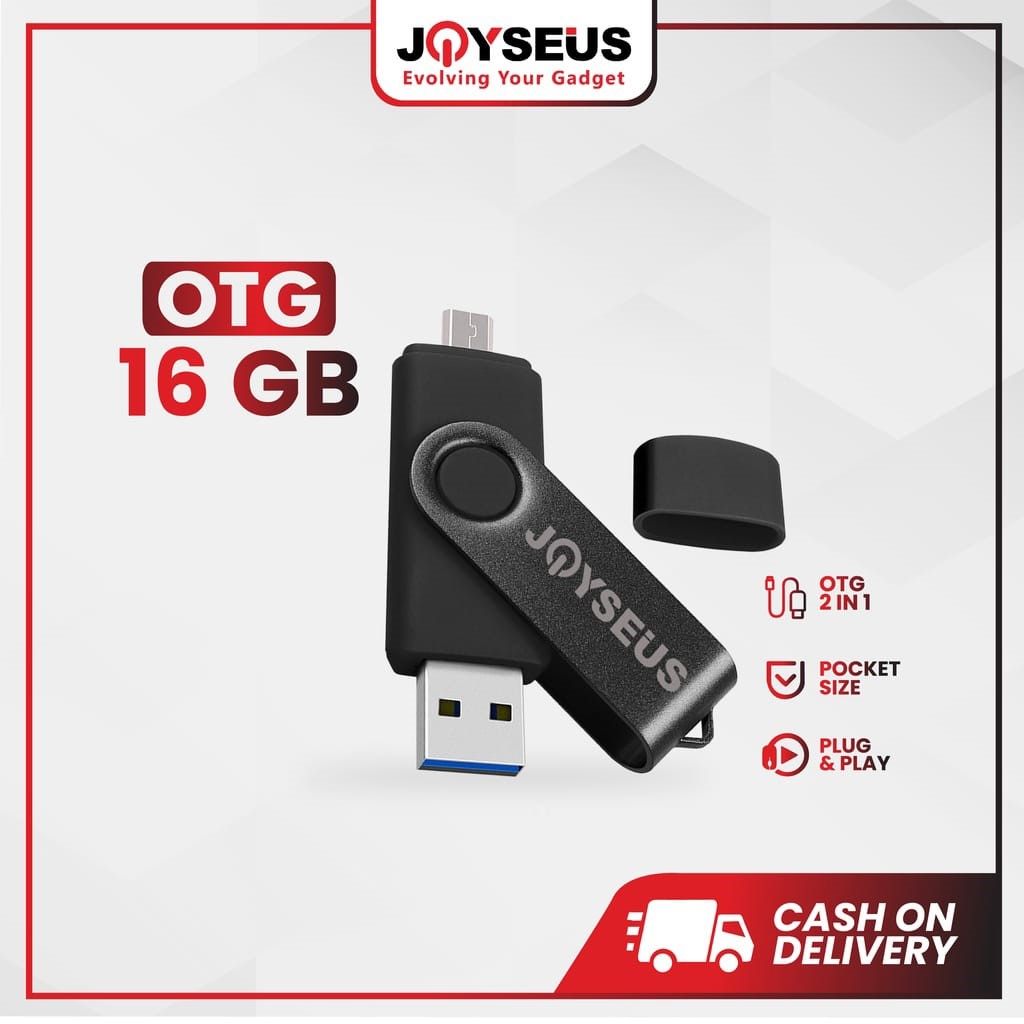 JOYSEUS
Evolving Your Gadget
OTG
16 GB
JOYSEUS
OTG
2 IN 1
POCKET
SIZE
PLUG
& PLAY
CASH ON
DELIVERY